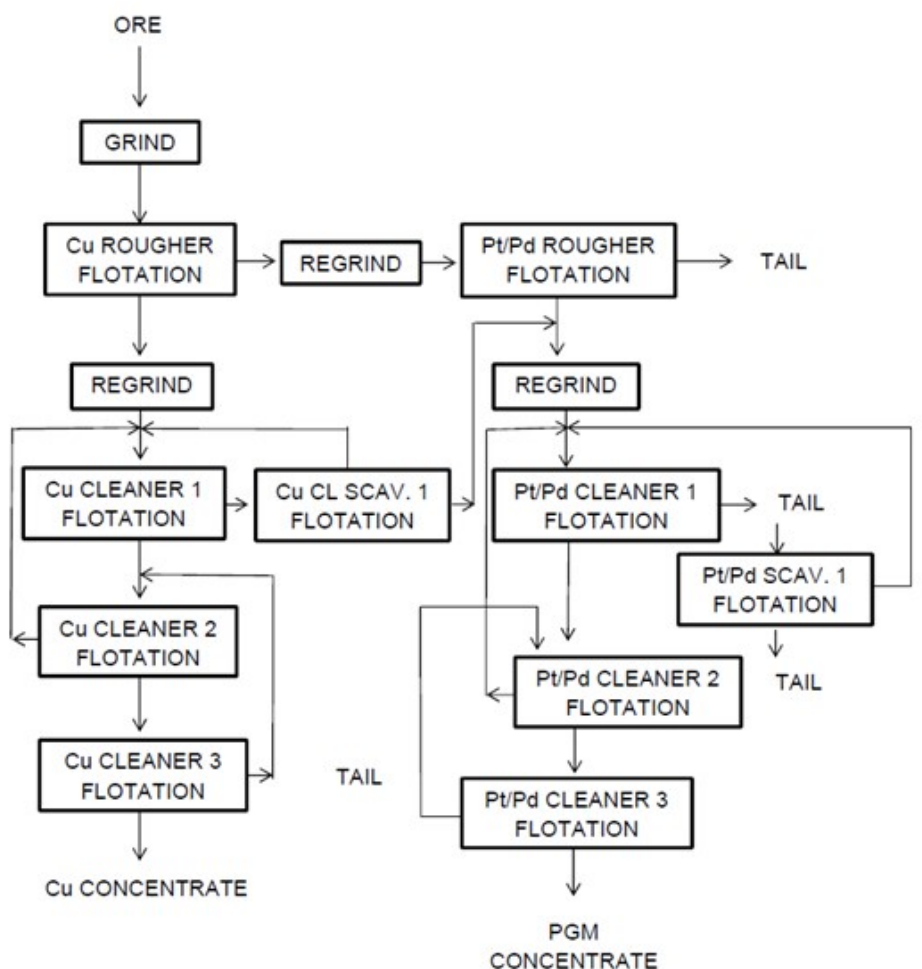 ORE
GRIND
Cu ROUGHER
FLOTATION
REGRIND
Pt/Pd ROUGHER
FLOTATION
TAIL
REGRIND
REGRIND
Cu CLEANER 1
FLOTATION
Cu CL SCAV. 1
FLOTATION
Pt/Pd CLEANER 1
FLOTATION
TAIL
Pt/Pd SCAV. 1
FLOTATION
TAIL
Cu CLEANER 2
FLOTATION
Pt/Pd CLEANER 2
FLOTATION
Cu CLEANER 3
FLOTATION
TAIL
Pt/Pd CLEANER 3
FLOTATION
Cu CONCENTRATE
PGM
CONCENTRATE